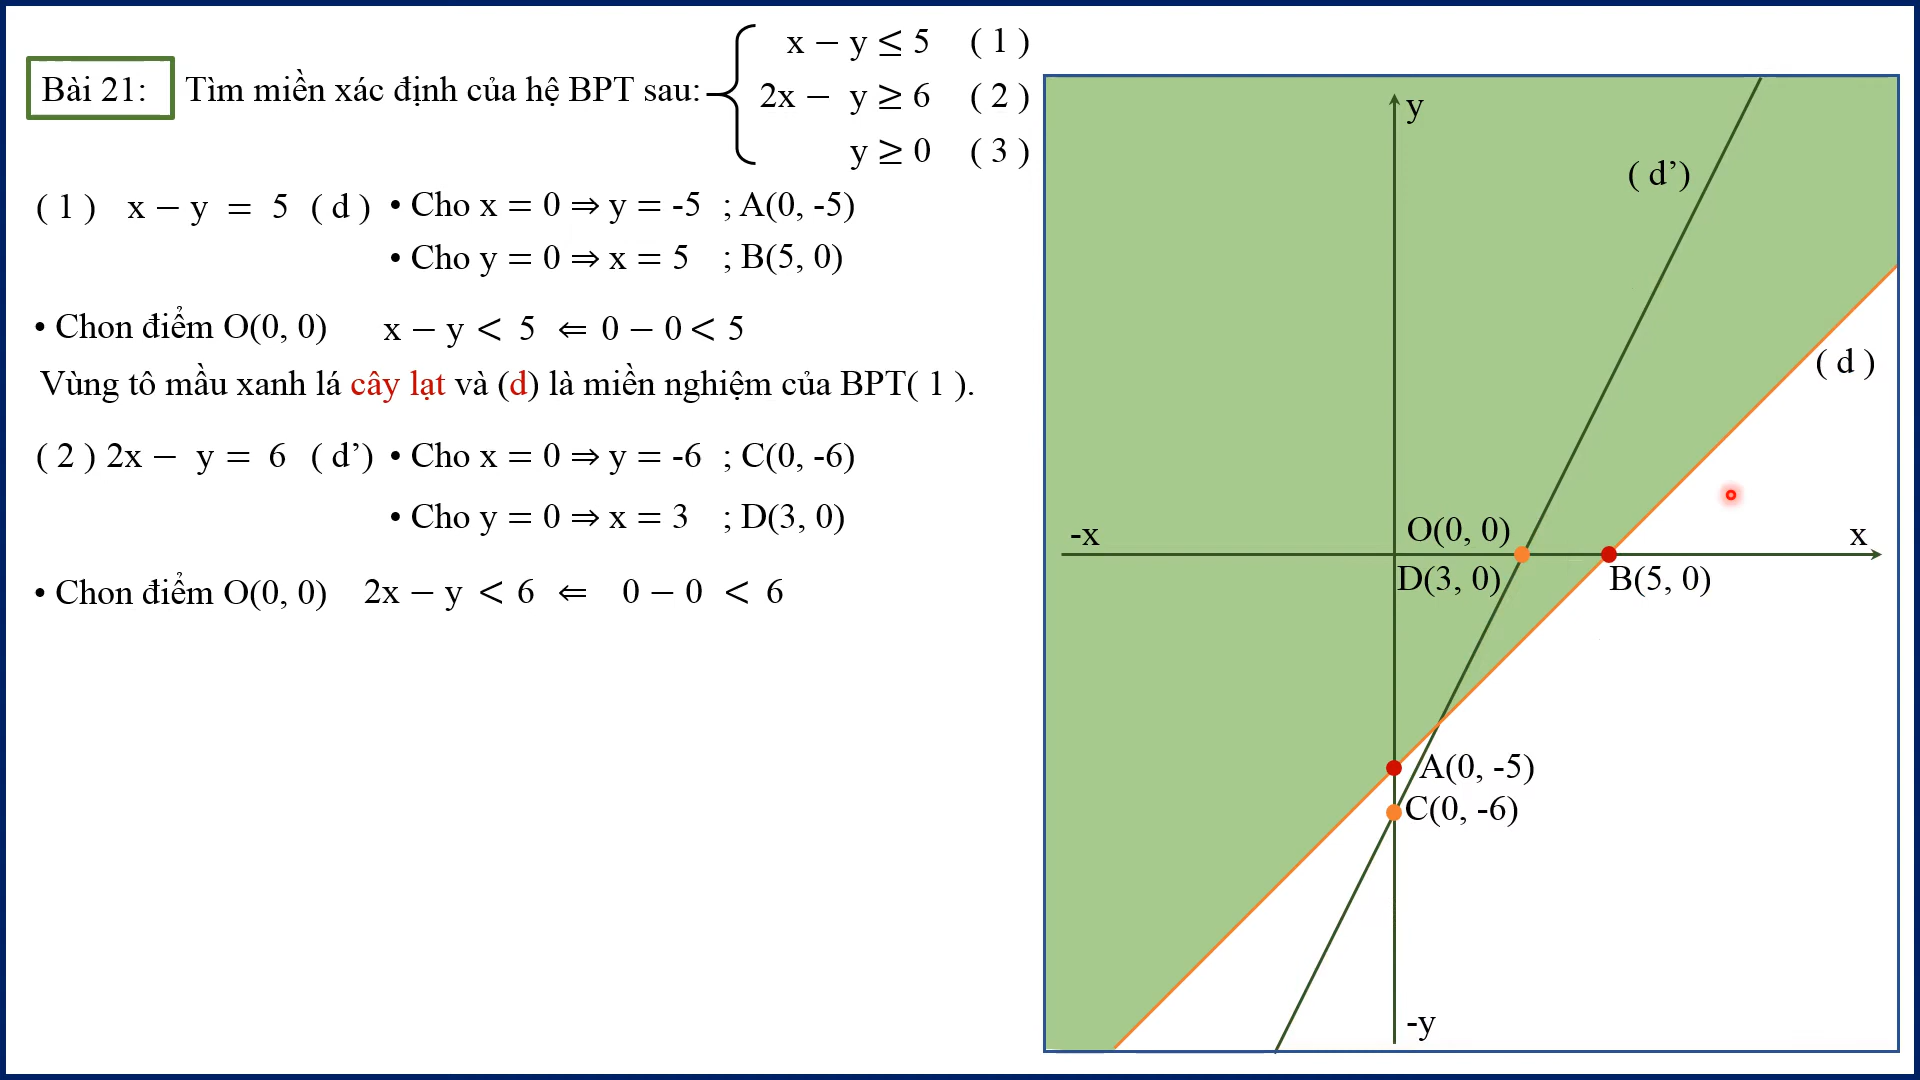 Bài 21: Tìm miền xác định của hệ BPT sau:
x − y ≤ 5 ( 1 )
2x − y ≥ 6 ( 2 )
y ≥ 0 ( 3 )
( 1 ) x − y = 5 ( d ) • Cho x = 0 ⇒ y = -5 ; A(0, -5)
• Cho y = 0 ⇒ x = 5 ; B(5, 0)
• Chon điểm O(0, 0) x − y < 5 ⇐ 0 − 0 < 5
Vùng tô mầu xanh lá cây lạt và (d) là miền nghiệm của BPT( 1 ).
( 2 ) 2x − y = 6 ( d’) • Cho x = 0 ⇒ y = -6 ; C(0, -6)
• Cho y = 0 ⇒ x = 3 ; D(3, 0)
• Chon điểm O(0, 0) 2x − y < 6 ⇐ 0 − 0 < 6
y
( d’)
( d )
-x
O(0, 0)
x
D(3, 0)
B(5, 0)
A(0, -5)
C(0, -6)
-y